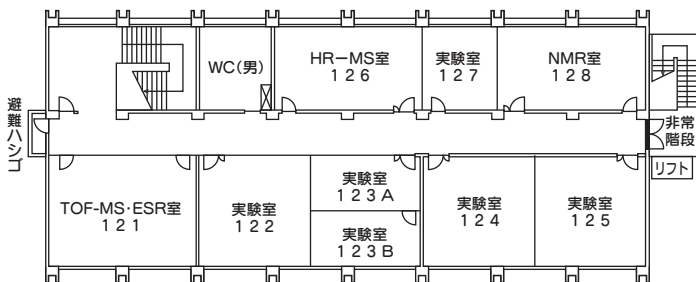 WC(男)
HR−MS室
126
実験室
127
NMR室
128
避難ハシゴ
非常
階段
リフト
TOF-MS・ESR室
121
実験室
122
実験室
123A
実験室
123B
実験室
124
実験室
125